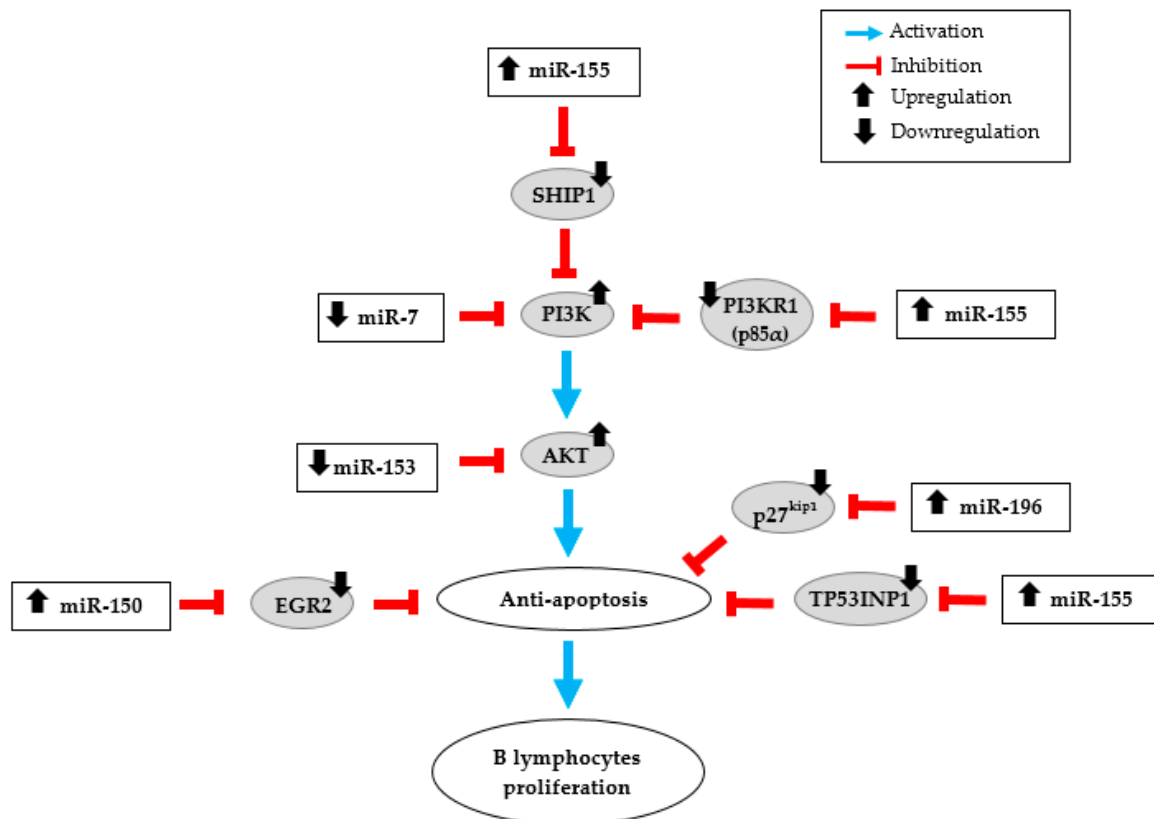 Activation
Inhibition
Upregulation
Downregulation
miR-155
SHIP1
miR-7
PI3K
PI3KR1
(p85α)
miR-155
miR-153
AKT
p27kip1
miR-196
miR-150
EGR2
Anti-apoptosis
TP53INP1
miR-155
B lymphocytes
proliferation